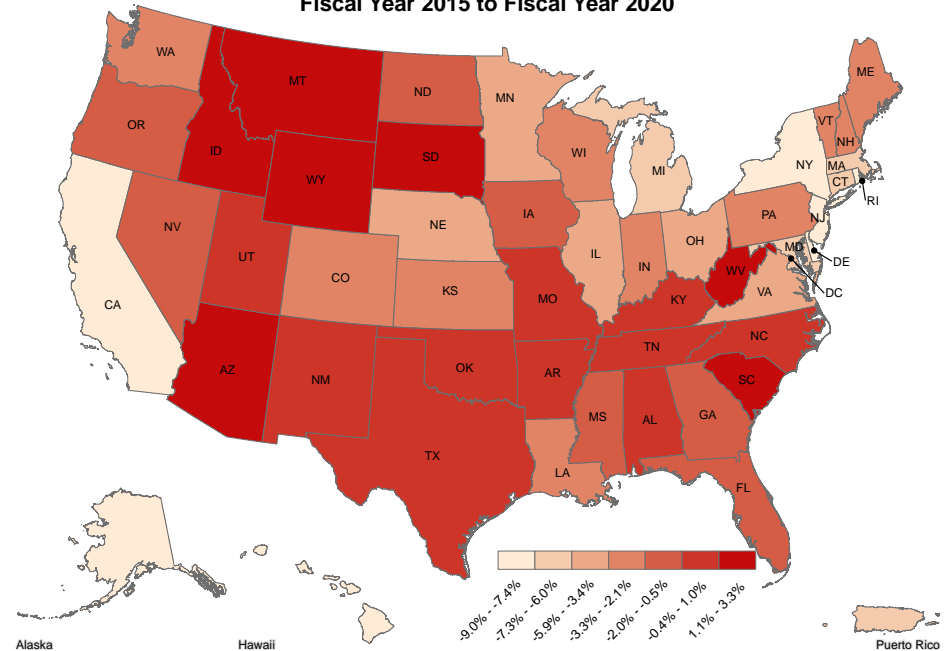 Fiscal Year 2015 to Fiscal Year 2020
WA
MT
ND
MN
ME
OR
ID
SD
WI
VT
NH
NY
MA
CT
MI
WY
RI
IA
PA
NJ
NV
NE
UT
IL
IN
OH
MD
WV
DE
CO
KS
MO
KY
VA
DC
CA
NC
TN
AZ
NM
OK
AR
SC
MS
AL
GA
TX
LA
FL
-9.0% - -7.4%
-7.3% - -6.0%
-5.9% - -3.4%
-3.3% - -2.1%
-2.0% - -0.5%
-0.4% - 1.0%
1.1% - 3.3%
Alaska
Hawaii
Puerto Rico